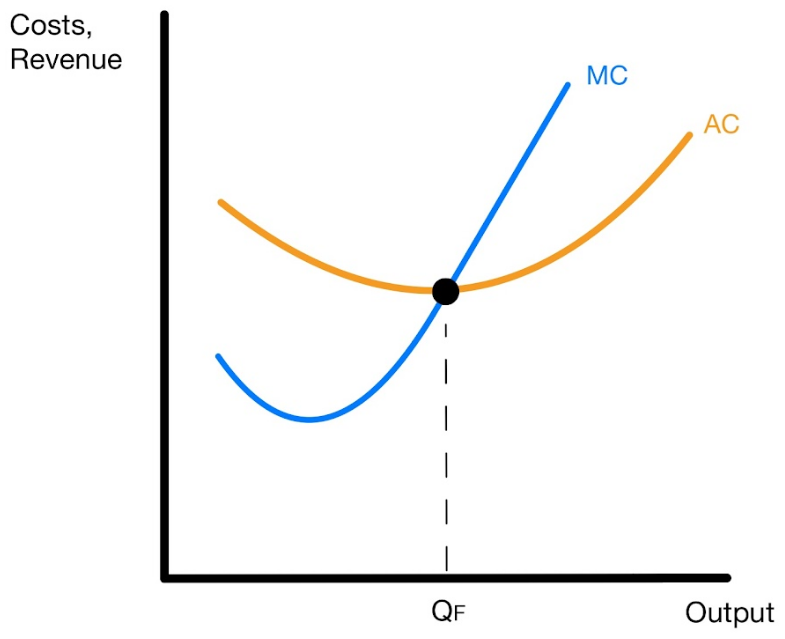 Costs,
Revenue
MC
AC
QF
Output